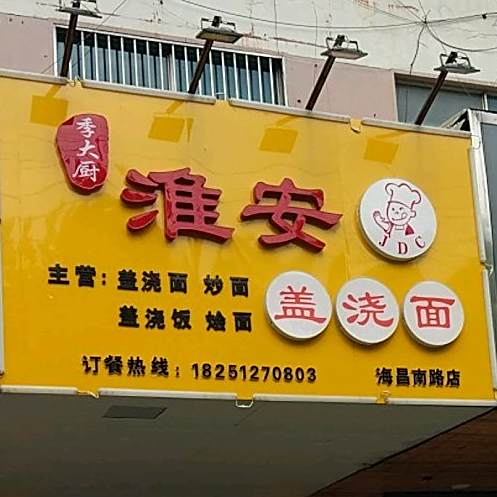 季大厨
淮安
JDC
主营：盖浇面 炒面
盖浇饭 烩面
盖浇面
订餐热线：18251270803
海昌南路店